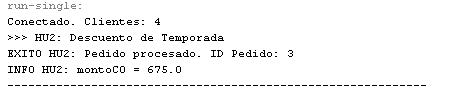 run-single:
Conectado. Clientes: 4
>>> HU2: Descuento de Temporada
EXITO HU2: Pedido procesado. ID Pedido: 3
INFO HU2: montoCO = 675.0
------------------------------------------------------------